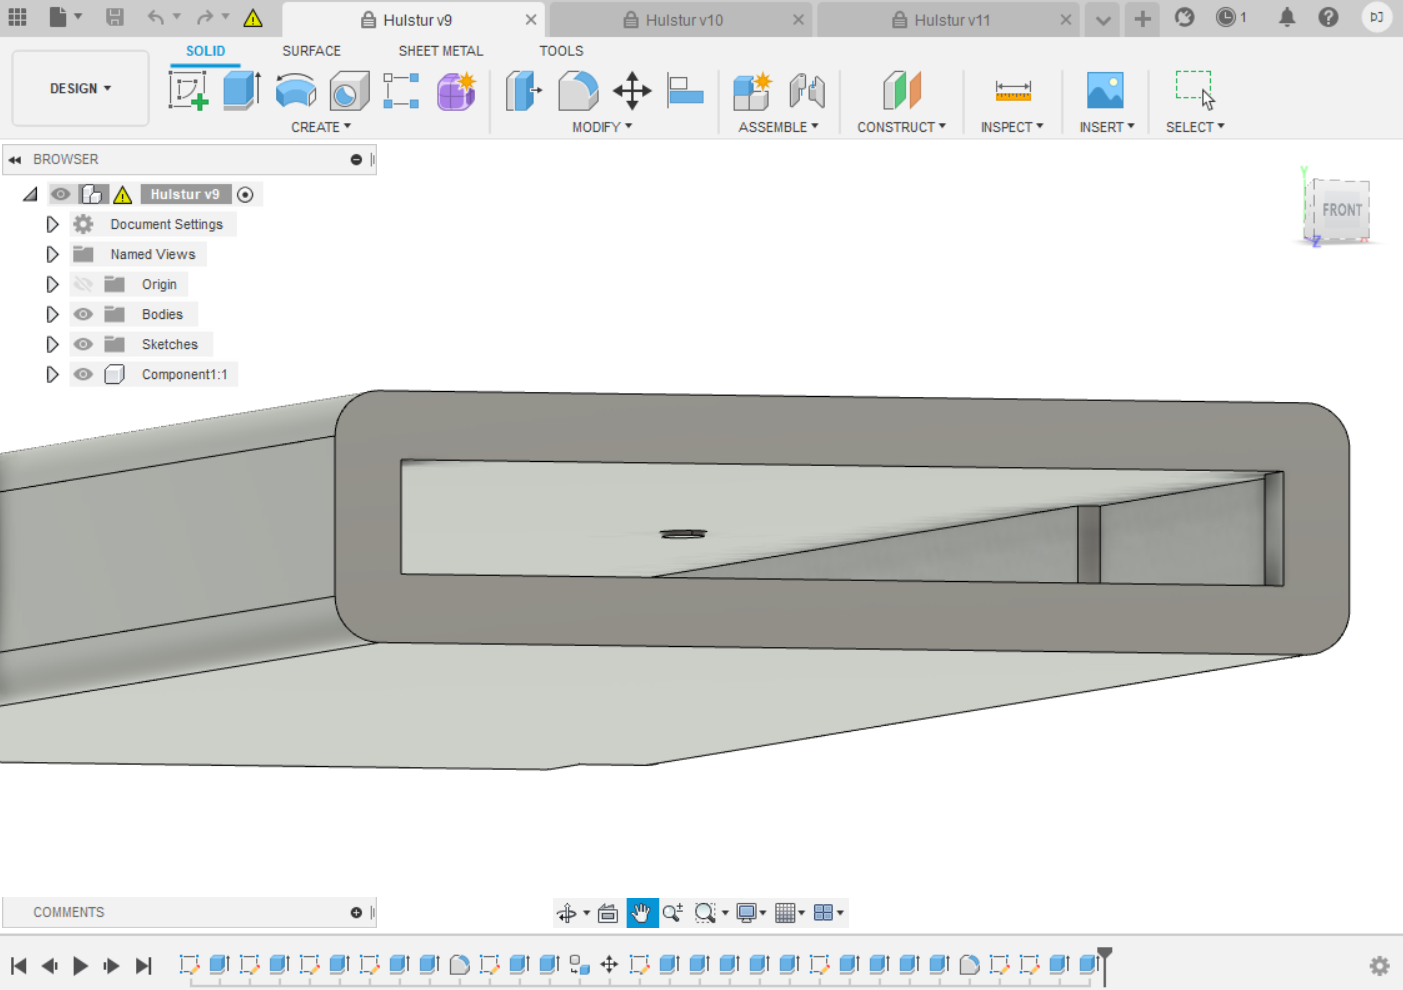 Hulstur v9
Hulstur v10
Hulstur v11
1
DJ
SOLID
SURFACE
SHEET METAL
TOOLS
DESIGN
CREATE
MODIFY
ASSEMBLE
CONSTRUCT
INSPECT
INSERT
SELECT
BROWSER
Hulstur v9
Document Settings
Named Views
Origin
Bodies
Sketches
Component1:1
Y
FRONT
Z
COMMENTS